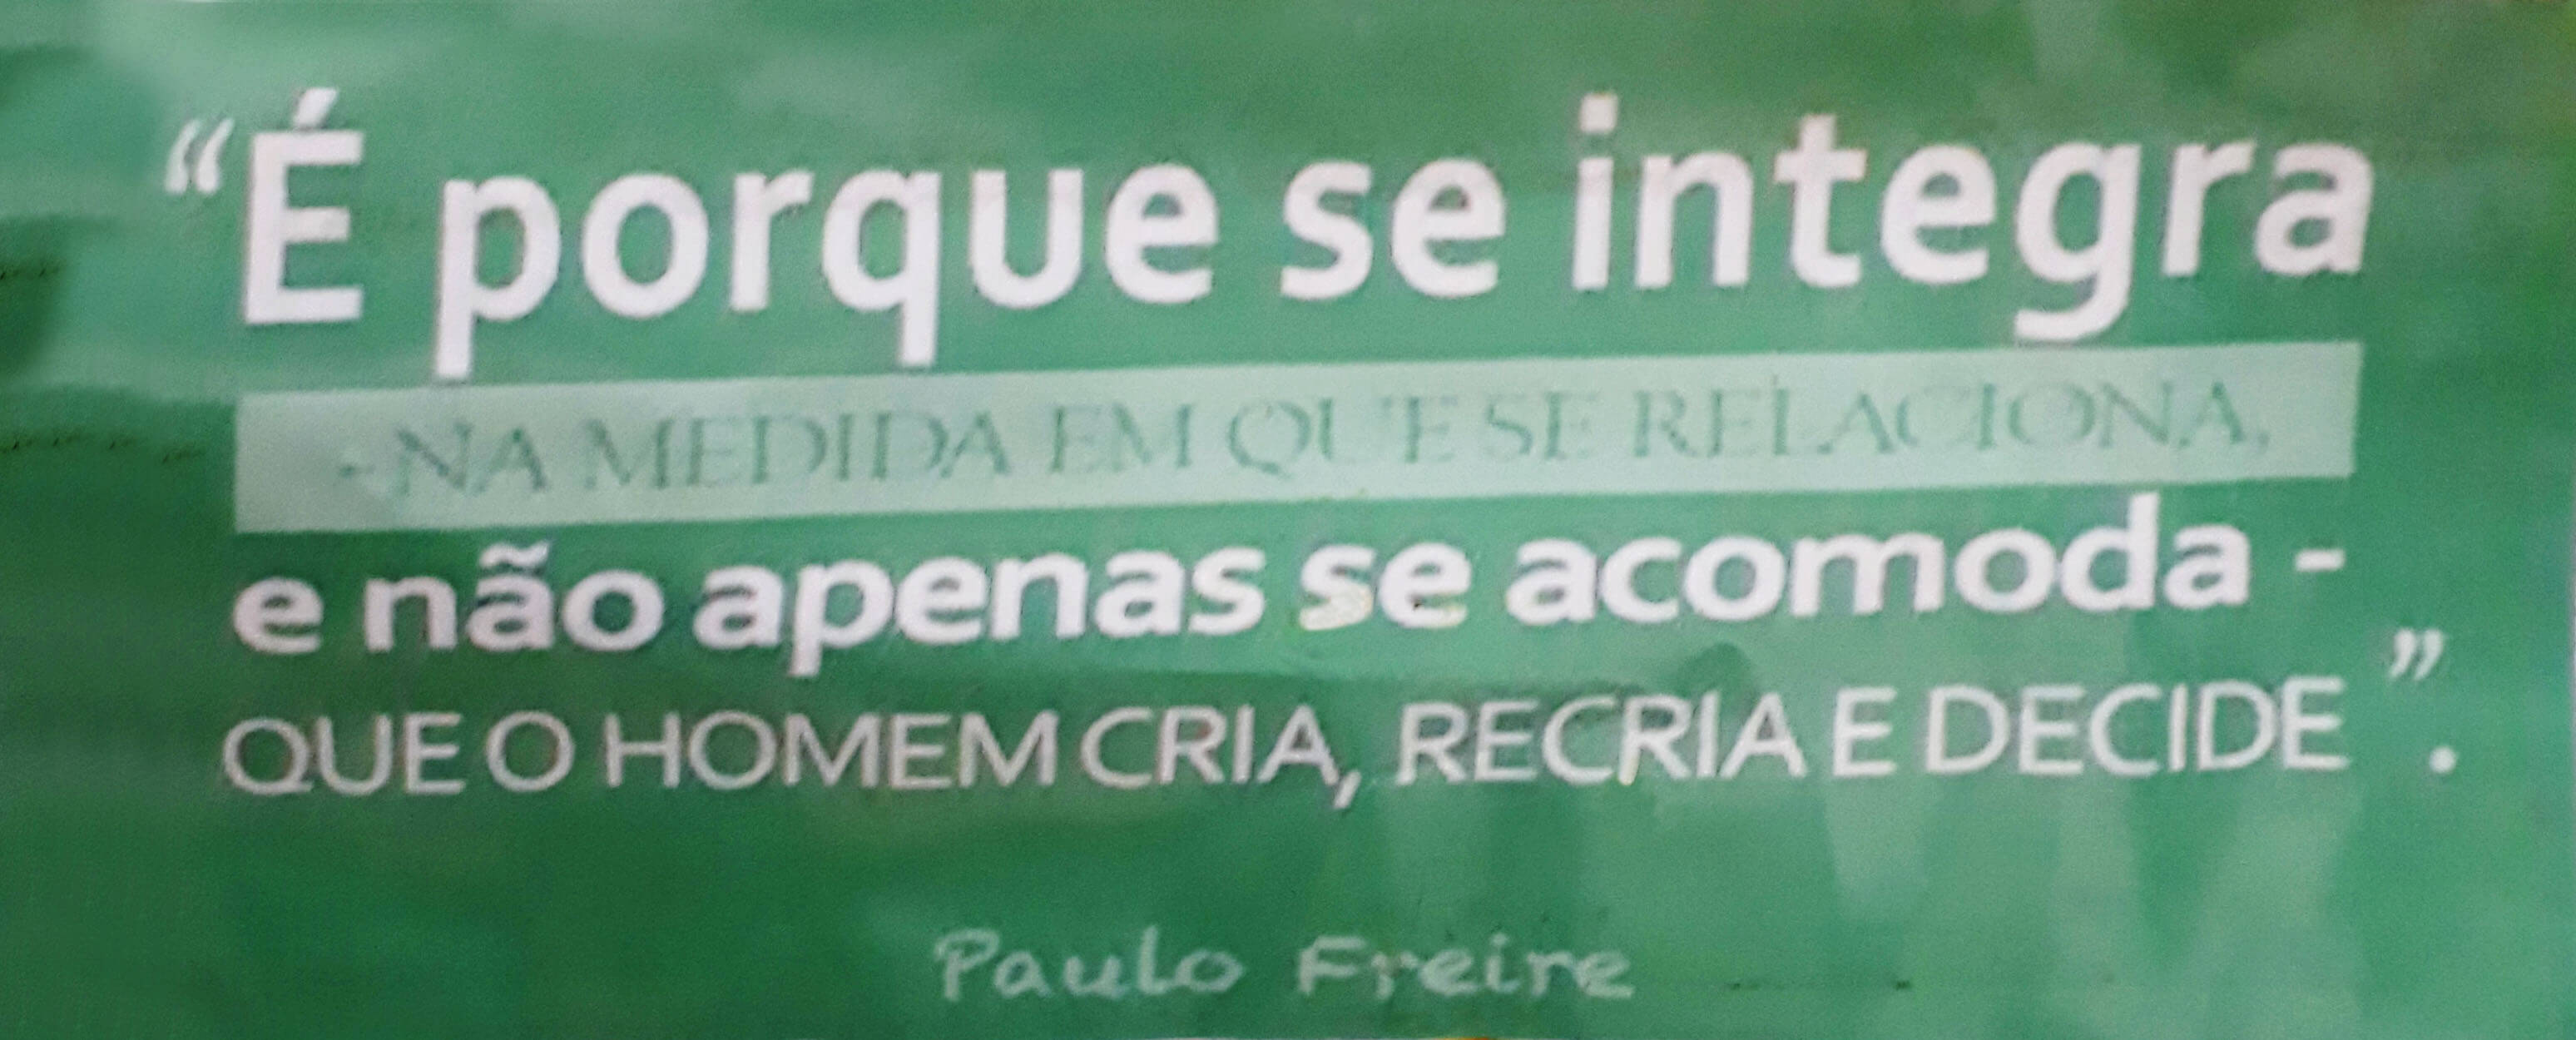 “É porque se integra
- NA MEDIDA EM QUE SE RELACIONA,
e não apenas se acomoda -
QUE O HOMEM CRIA, RECRIA E DECIDE”.
Paulo Freire